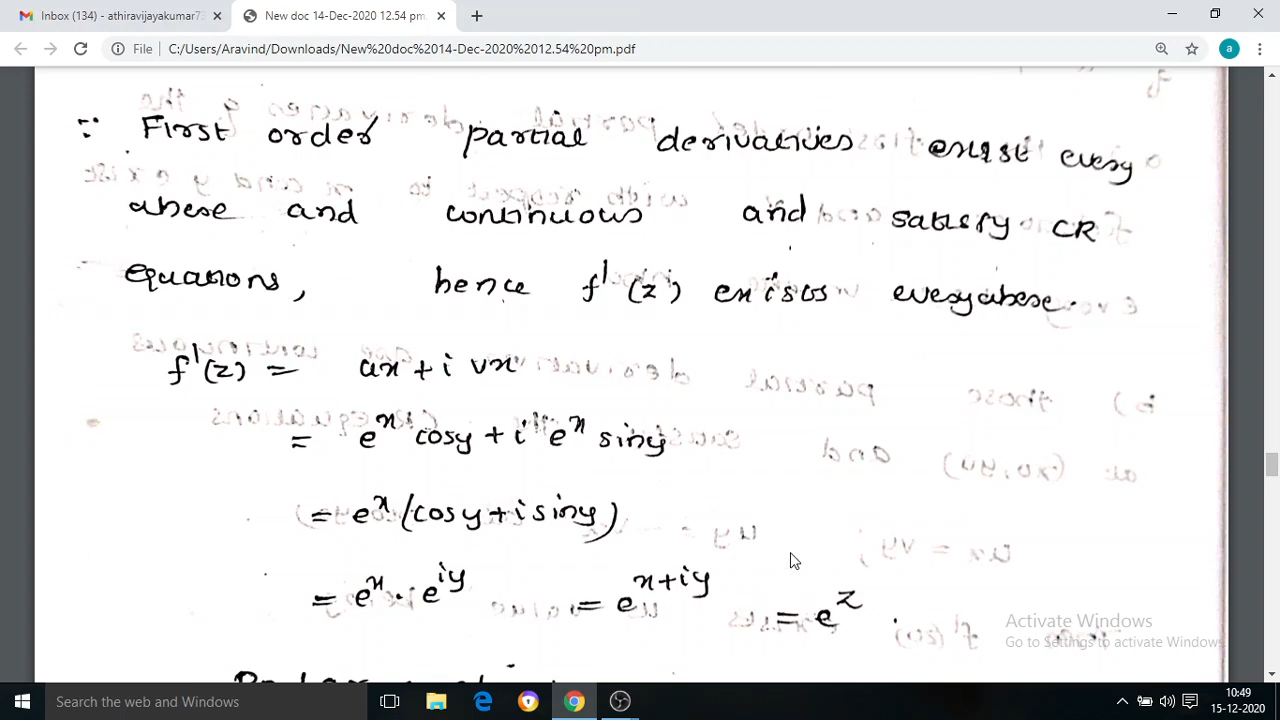 Inbox (134) - athiravijayakumar73
New doc 14-Dec-2020 12.54 pm.pdf
File
C:/Users/Aravind/Downloads/New%20doc%2014-Dec-2020%2012.54%20pm.pdf
a
∵ First order partial derivatives exist every
where and continuous and satisfy CR
equations, hence f'(z) exists everywhere.
f'(z) = ux + i vx
= e^x cosy + i e^x siny
= e^x (cosy + i siny)
= e^x . e^iy = e^x+iy = e^z
Activate Windows
Go to Settings to activate Windows.
Search the web and Windows
10:49
15-12-2020